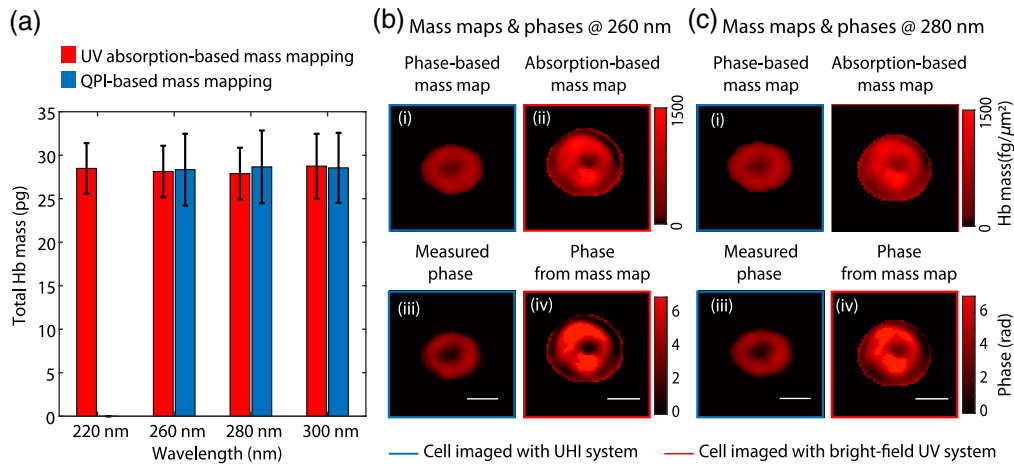 (a)
UV absorption-based mass mapping
QPI-based mass mapping
Total Hb mass (pg)
35
30
25
20
15
10
5
0
220 nm 260 nm 280 nm 300 nm
Wavelength (nm)
(b) Mass maps & phases @ 260 nm
Phase-based
mass map
Absorption-based
mass map
(i)
(ii)
1500
0
Measured
phase
Phase
from mass map
(iii)
(iv)
6
4
2
0
(c) Mass maps & phases @ 280 nm
Phase-based
mass map
Absorption-based
mass map
(i)
1500
0
Hb mass(fg/µm²)
Measured
phase
Phase
from mass map
(iii)
(iv)
6
4
2
0
Phase (rad)
Cell imaged with UHI system
Cell imaged with bright-field UV system